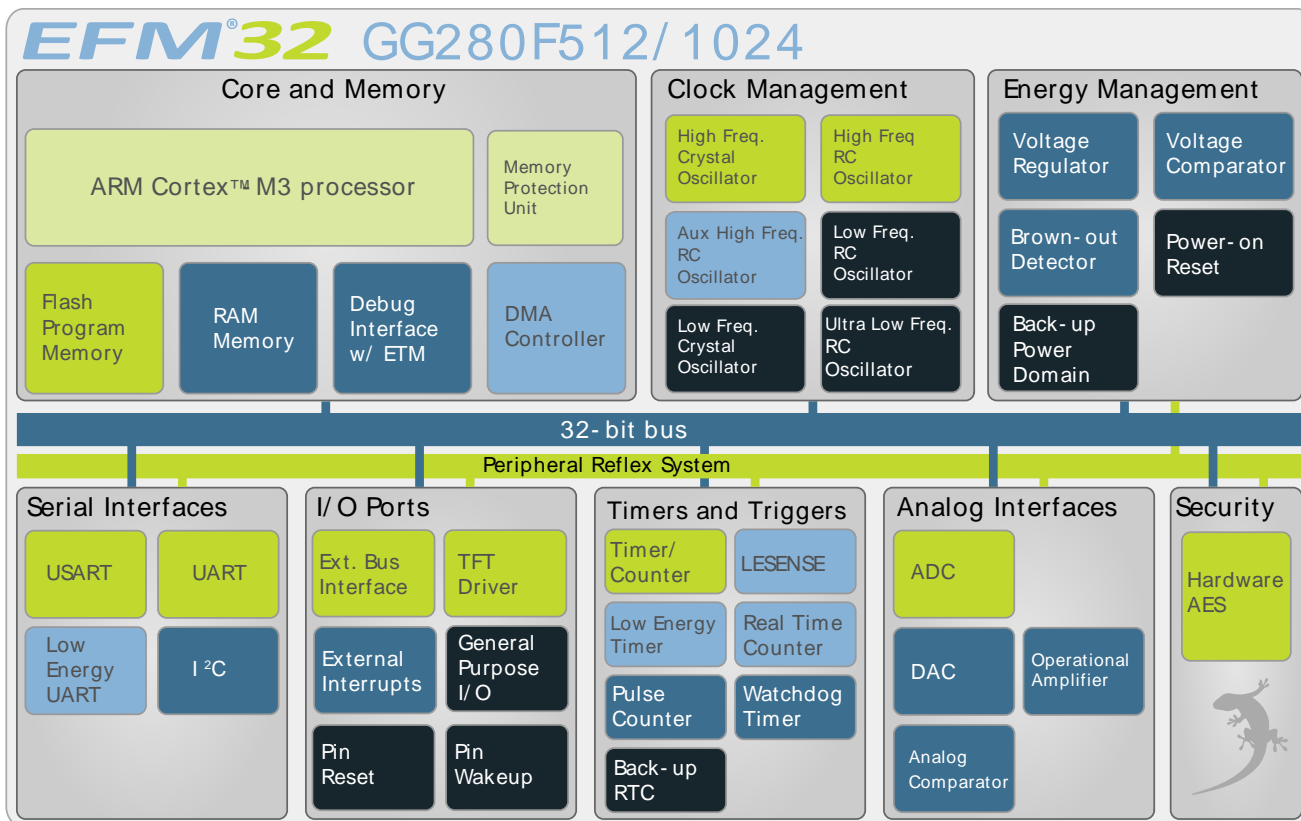 EFM®32 GG280F512/1024
Core and Memory
ARM Cortex™ M3 processor
Memory
Protection
Unit
Flash
Program
Memory
RAM
Memory
Debug
Interface
w/ ETM
DMA
Controller
Clock Management
High Freq.
Crystal
Oscillator
High Freq
RC
Oscillator
Aux High Freq.
RC
Oscillator
Low Freq.
RC
Oscillator
Low Freq.
Crystal
Oscillator
Ultra Low Freq.
RC
Oscillator
Energy Management
Voltage
Regulator
Voltage
Comparator
Brown-out
Detector
Power-on
Reset
Back-up
Power
Domain
32-bit bus
Peripheral Reflex System
Serial Interfaces
USART
UART
Low
Energy
UART
I²C
I/O Ports
Ext. Bus
Interface
TFT
Driver
External
Interrupts
General
Purpose
I/O
Pin
Reset
Pin
Wakeup
Timers and Triggers
Timer/
Counter
LESENSE
Low Energy
Timer
Real Time
Counter
Pulse
Counter
Watchdog
Timer
Back-up
RTC
Analog Interfaces
ADC
DAC
Operational
Amplifier
Analog
Comparator
Security
Hardware
AES